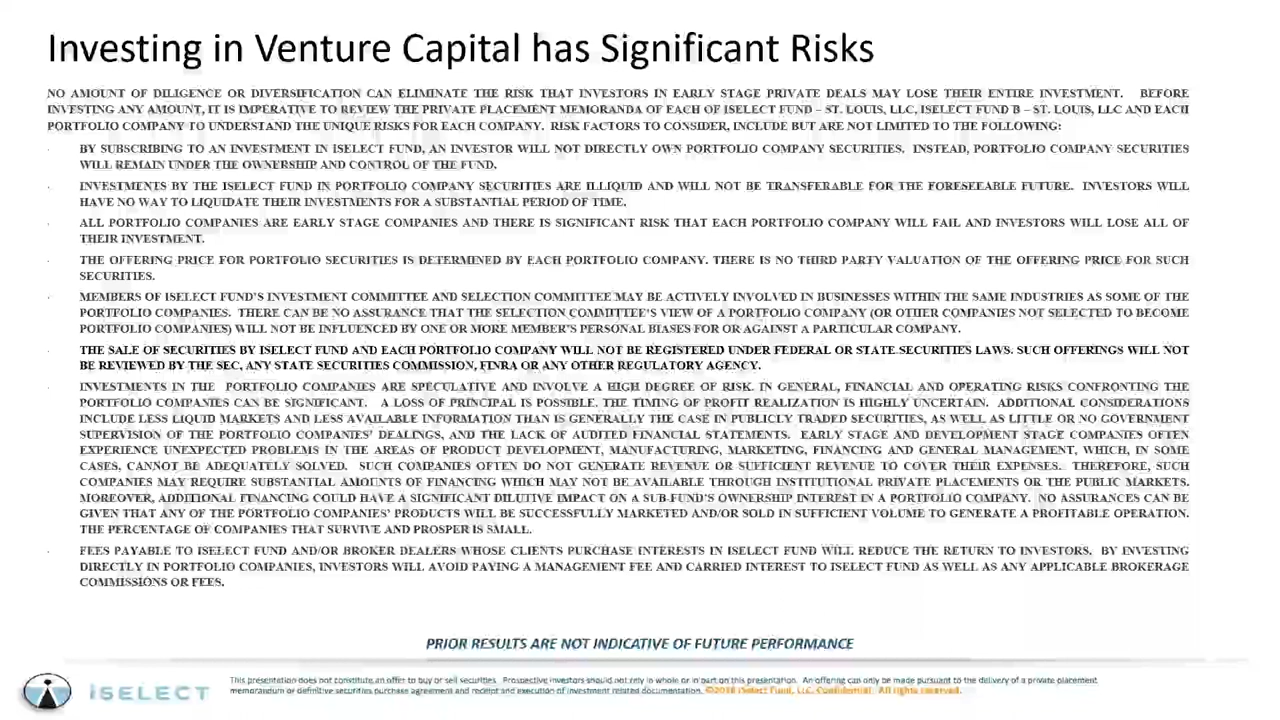 Investing in Venture Capital has Significant Risks
NO AMOUNT OF DILIGENCE OR DIVERSIFICATION CAN ELIMINATE THE RISK THAT INVESTORS IN EARLY STAGE PRIVATE DEALS MAY LOSE THEIR ENTIRE INVESTMENT. BEFORE
INVESTING ANY AMOUNT, IT IS IMPERATIVE TO REVIEW THE PRIVATE PLACEMENT MEMORANDA OF EACH OF ISELECT FUND – ST. LOUIS, LLC, ISELECT FUND B – ST. LOUIS, LLC AND EACH
PORTFOLIO COMPANY TO UNDERSTAND THE UNIQUE RISKS FOR EACH COMPANY. RISK FACTORS TO CONSIDER, INCLUDE BUT ARE NOT LIMITED TO THE FOLLOWING:
· BY SUBSCRIBING TO AN INVESTMENT IN ISELECT FUND, AN INVESTOR WILL NOT DIRECTLY OWN PORTFOLIO COMPANY SECURITIES. INSTEAD, PORTFOLIO COMPANY SECURITIES
WILL REMAIN UNDER THE OWNERSHIP AND CONTROL OF THE FUND.
· INVESTMENTS BY THE ISELECT FUND IN PORTFOLIO COMPANY SECURITIES ARE ILLIQUID AND WILL NOT BE TRANSFERABLE FOR THE FORESEEABLE FUTURE. INVESTORS WILL
HAVE NO WAY TO LIQUIDATE THEIR INVESTMENTS FOR A SUBSTANTIAL PERIOD OF TIME.
· ALL PORTFOLIO COMPANIES ARE EARLY STAGE COMPANIES AND THERE IS SIGNIFICANT RISK THAT EACH PORTFOLIO COMPANY WILL FAIL AND INVESTORS WILL LOSE ALL OF
THEIR INVESTMENT.
· THE OFFERING PRICE FOR PORTFOLIO SECURITIES IS DETERMINED BY EACH PORTFOLIO COMPANY. THERE IS NO THIRD PARTY VALUATION OF THE OFFERING PRICE FOR SUCH
SECURITIES.
· MEMBERS OF ISELECT FUND'S INVESTMENT COMMITTEE AND SELECTION COMMITTEE MAY BE ACTIVELY INVOLVED IN BUSINESSES WITHIN THE SAME INDUSTRIES AS SOME OF THE
PORTFOLIO COMPANIES. THERE CAN BE NO ASSURANCE THAT THE SELECTION COMMITTEE'S VIEW OF A PORTFOLIO COMPANY (OR OTHER COMPANIES NOT SELECTED TO BECOME
PORTFOLIO COMPANIES) WILL NOT BE INFLUENCED BY ONE OR MORE MEMBER'S PERSONAL BIASES FOR OR AGAINST A PARTICULAR COMPANY.
· THE SALE OF SECURITIES BY ISELECT FUND AND EACH PORTFOLIO COMPANY WILL NOT BE REGISTERED UNDER FEDERAL OR STATE SECURITIES LAWS. SUCH OFFERINGS WILL NOT
BE REVIEWED BY THE SEC, ANY STATE SECURITIES COMMISSION, FINRA OR ANY OTHER REGULATORY AGENCY.
· INVESTMENTS IN THE PORTFOLIO COMPANIES ARE SPECULATIVE AND INVOLVE A HIGH DEGREE OF RISK. IN GENERAL, FINANCIAL AND OPERATING RISKS CONFRONTING THE
PORTFOLIO COMPANIES CAN BE SIGNIFICANT. A LOSS OF PRINCIPAL IS POSSIBLE. THE TIMING OF PROFIT REALIZATION IS HIGHLY UNCERTAIN. ADDITIONAL CONSIDERATIONS
INCLUDE LESS LIQUID MARKETS AND LESS AVAILABLE INFORMATION THAN IS GENERALLY THE CASE IN PUBLICLY TRADED SECURITIES, AS WELL AS LITTLE OR NO GOVERNMENT
SUPERVISION OF THE PORTFOLIO COMPANIES' DEALINGS, AND THE LACK OF AUDITED FINANCIAL STATEMENTS. EARLY STAGE AND DEVELOPMENT STAGE COMPANIES OFTEN
EXPERIENCE UNEXPECTED PROBLEMS IN THE AREAS OF PRODUCT DEVELOPMENT, MANUFACTURING, MARKETING, FINANCING AND GENERAL MANAGEMENT, WHICH, IN SOME
CASES, CANNOT BE ADEQUATELY SOLVED. SUCH COMPANIES OFTEN DO NOT GENERATE REVENUE OR SUFFICIENT REVENUE TO COVER THEIR EXPENSES. THEREFORE, SUCH
COMPANIES MAY REQUIRE SUBSTANTIAL AMOUNTS OF FINANCING WHICH MAY NOT BE AVAILABLE THROUGH INSTITUTIONAL PRIVATE PLACEMENTS OR THE PUBLIC MARKETS.
MOREOVER, ADDITIONAL FINANCING COULD HAVE A SIGNIFICANT DILUTIVE IMPACT ON A SUB-FUND'S OWNERSHIP INTEREST IN A PORTFOLIO COMPANY. NO ASSURANCES CAN BE
GIVEN THAT ANY OF THE PORTFOLIO COMPANIES' PRODUCTS WILL BE SUCCESSFULLY MARKETED AND/OR SOLD IN SUFFICIENT VOLUME TO GENERATE A PROFITABLE OPERATION.
THE PERCENTAGE OF COMPANIES THAT SURVIVE AND PROSPER IS SMALL.
· FEES PAYABLE TO ISELECT FUND AND/OR BROKER DEALERS WHOSE CLIENTS PURCHASE INTERESTS IN ISELECT FUND WILL REDUCE THE RETURN TO INVESTORS. BY INVESTING
DIRECTLY IN PORTFOLIO COMPANIES, INVESTORS WILL AVOID PAYING A MANAGEMENT FEE AND CARRIED INTEREST TO ISELECT FUND AS WELL AS ANY APPLICABLE BROKERAGE
COMMISSIONS OR FEES.
PRIOR RESULTS ARE NOT INDICATIVE OF FUTURE PERFORMANCE
ISELECT
This presentation does not constitute an offer to buy or sell securities. Prospective investors should not rely in whole or in part on this presentation. An offering can only be made pursuant to the delivery of a private placement
memorandum or definitive securities purchase agreement and receipt and execution of investment related documentation. ©2018 iSelect Fund, LLC. Confidential. All rights reserved.